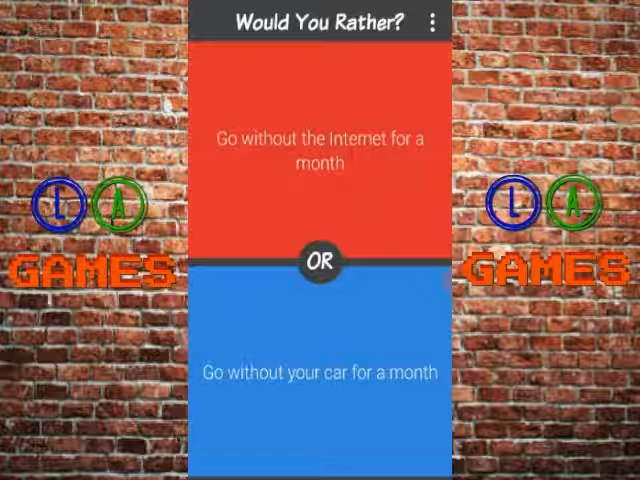 Would You Rather?
Go without the Internet for a
month
L A
GAMES
OR
L A
GAMES
Go without your car for a month